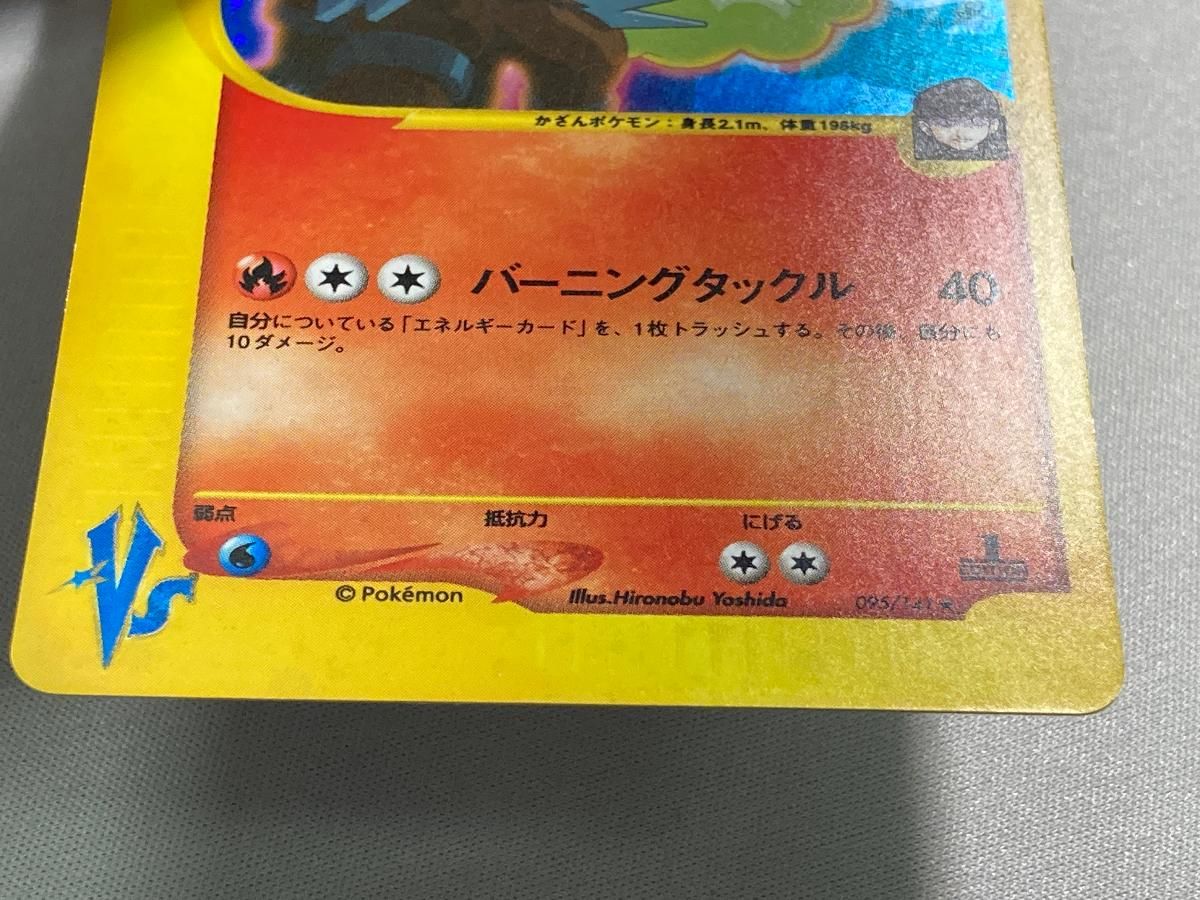 かざんポケモン：身長2.1m、体重198kg
バーニングタックル 40
自分についている「エネルギーカード」を、1枚トラッシュする。その後、自分にも
10ダメージ。
弱点 抵抗力 にげる
© Pokémon Illus.Hironobu Yoshida 095/141 ★
VS